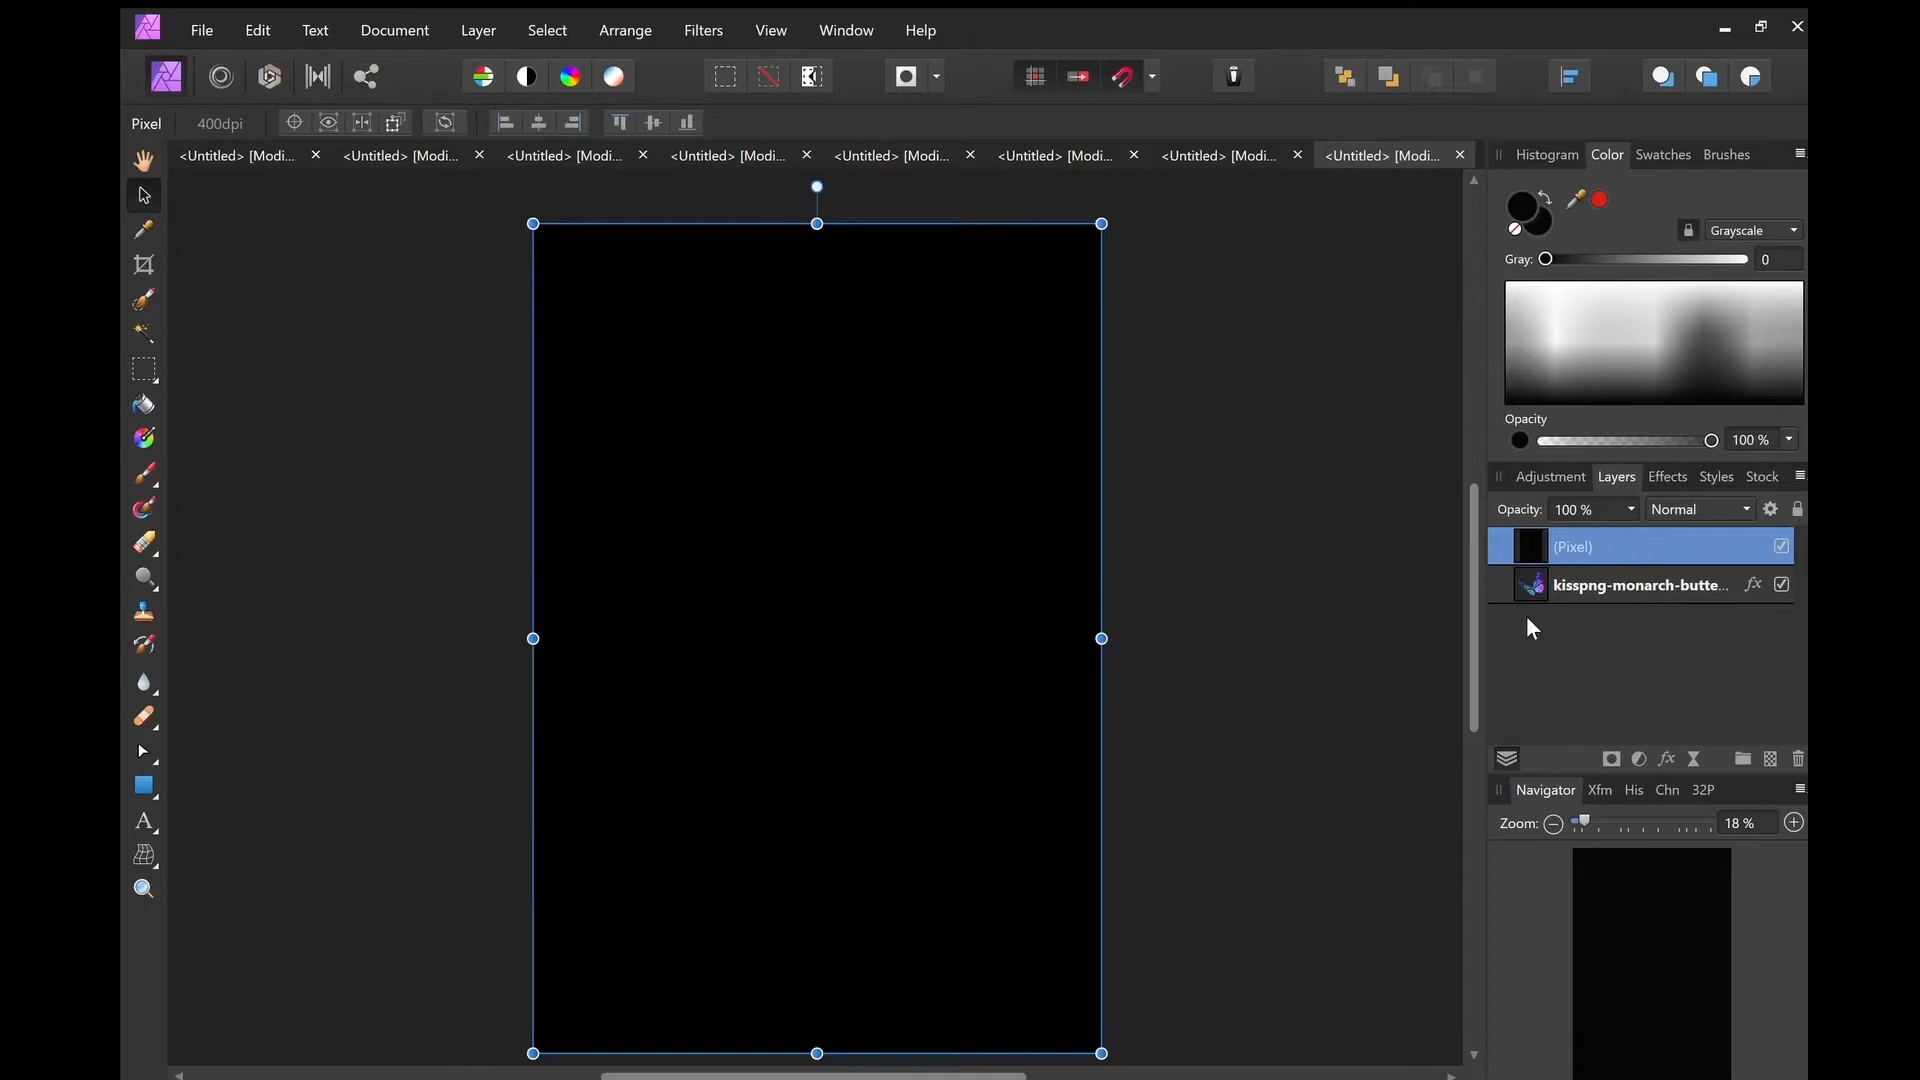 File Edit Text Document Layer Select Arrange Filters View Window Help
Pixel 400dpi
<Untitled> [Modi... <Untitled> [Modi... <Untitled> [Modi... <Untitled> [Modi... <Untitled> [Modi... <Untitled> [Modi... <Untitled> [Modi... <Untitled> [Modi...
Histogram Color Swatches Brushes
Grayscale
Gray: 0
Opacity
100 %
Adjustment Layers Effects Styles Stock
Opacity: 100 % Normal
(Pixel)
kisspng-monarch-butte... fx
fx
Navigator Xfm His Chn 32P
Zoom: 18 %
A